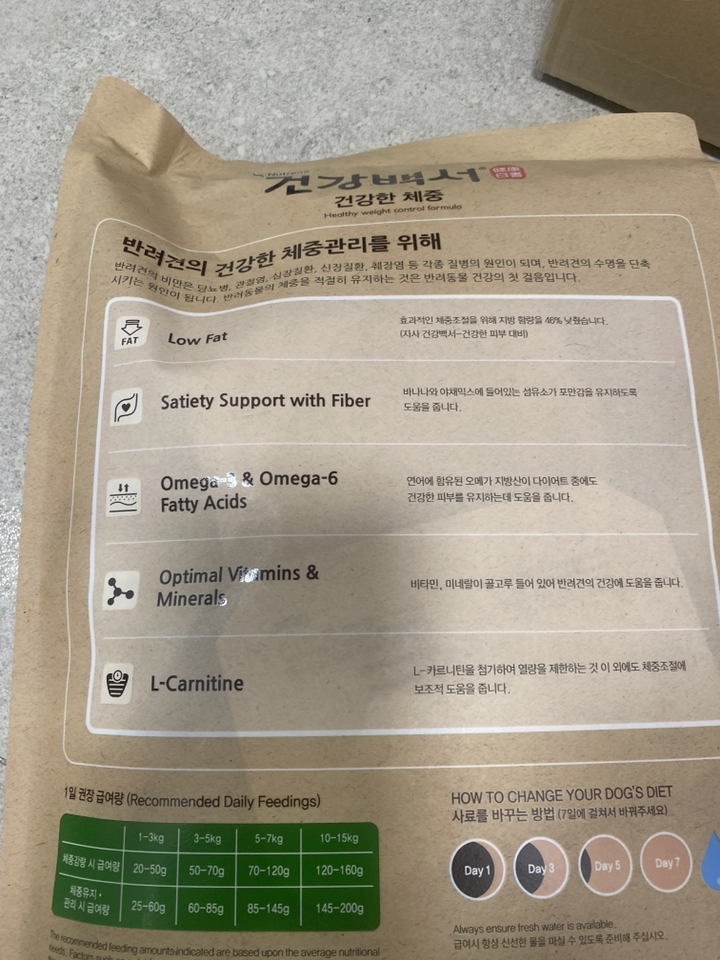 Nutrena
건강백서
健康
白書
건강한 체중
Healthy weight control formula
반려견의 건강한 체중관리를 위해
반려견의 비만은 당뇨병, 관절염, 심장질환, 신장질환, 췌장염 등 각종 질병의 원인이 되며, 반려견의 수명을 단축
시키는 원인이 됩니다. 반려동물의 체중을 적절히 유지하는 것은 반려동물 건강의 첫 걸음입니다.
FAT
Low Fat
효과적인 체중조절을 위해 지방 함량을 46% 낮췄습니다.
(자사 건강백서-건강한 피부 대비)
Satiety Support with Fiber
바나나와 야채믹스에 들어있는 섬유소가 포만감을 유지하도록
도움을 줍니다.
Omega-3 & Omega-6
Fatty Acids
연어에 함유된 오메가 지방산이 다이어트 중에도
건강한 피부를 유지하는데 도움을 줍니다.
Optimal Vitamins &
Minerals
비타민, 미네랄이 골고루 들어 있어 반려견의 건강에 도움을 줍니다.
L-Carnitine
L-카르니틴을 첨가하여 열량을 제한하는 것 이 외에도 체중조절에
보조적 도움을 줍니다.
1일 권장 급여량 (Recommended Daily Feedings)
1-3kg 3-5kg 5-7kg 10-15kg
체중감량 시 급여량 20-50g 50-70g 70-120g 120-160g
체중유지·
관리 시 급여량 25-60g 60-85g 85-145g 145-200g
The recommended feeding amounts indicated are based upon the average nutritional
needs. Factors such
HOW TO CHANGE YOUR DOG'S DIET
사료를 바꾸는 방법 (7일에 걸쳐서 바꿔주세요)
Day 1 Day 3 Day 5 Day 7
Always ensure fresh water is available.
급여시 항상 신선한 물을 마실 수 있도록 준비해 주십시오.